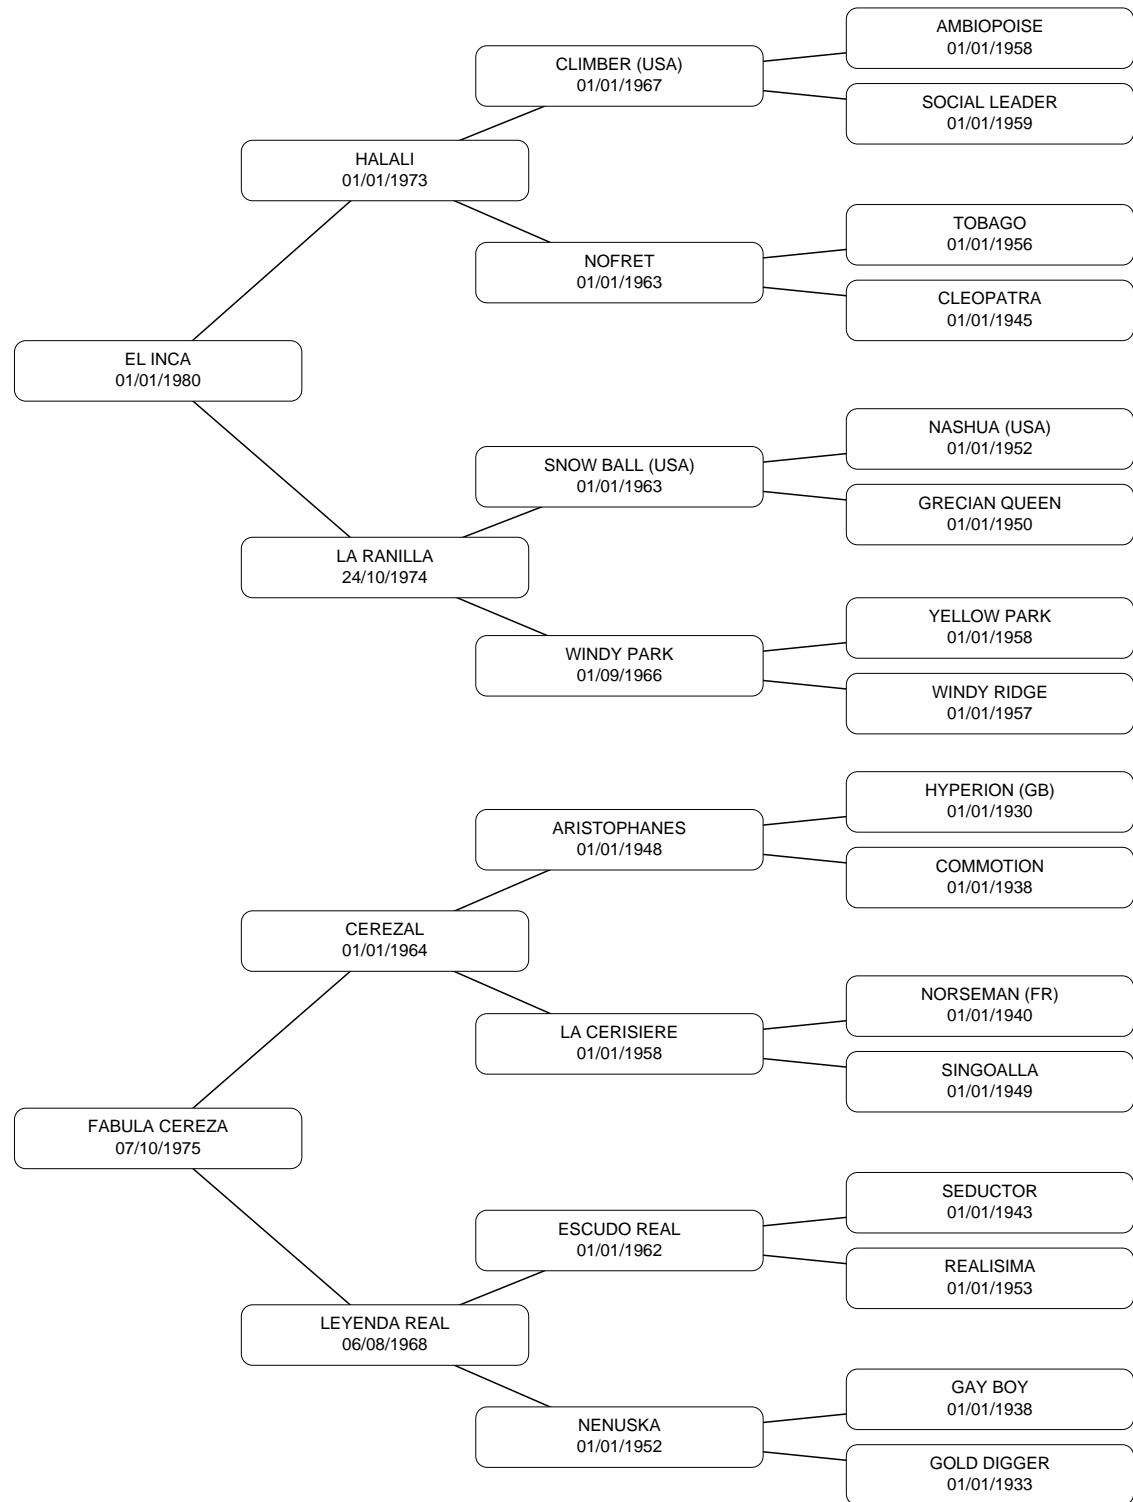 AMBIOPOISE
01/01/1958
CLIMBER (USA)
01/01/1967
SOCIAL LEADER
01/01/1959
HALALI
01/01/1973
TOBAGO
01/01/1956
NOFRET
01/01/1963
CLEOPATRA
01/01/1945
EL INCA
01/01/1980
NASHUA (USA)
01/01/1952
SNOW BALL (USA)
01/01/1963
GRECIAN QUEEN
01/01/1950
LA RANILLA
24/10/1974
YELLOW PARK
01/01/1958
WINDY PARK
01/09/1966
WINDY RIDGE
01/01/1957
HYPERION (GB)
01/01/1930
ARISTOPHANES
01/01/1948
COMMOTION
01/01/1938
CEREZAL
01/01/1964
NORSEMAN (FR)
01/01/1940
LA CERISIERE
01/01/1958
SINGOALLA
01/01/1949
FABULA CEREZA
07/10/1975
SEDUCTOR
01/01/1943
ESCUDO REAL
01/01/1962
REALISIMA
01/01/1953
LEYENDA REAL
06/08/1968
GAY BOY
01/01/1938
NENUSKA
01/01/1952
GOLD DIGGER
01/01/1933